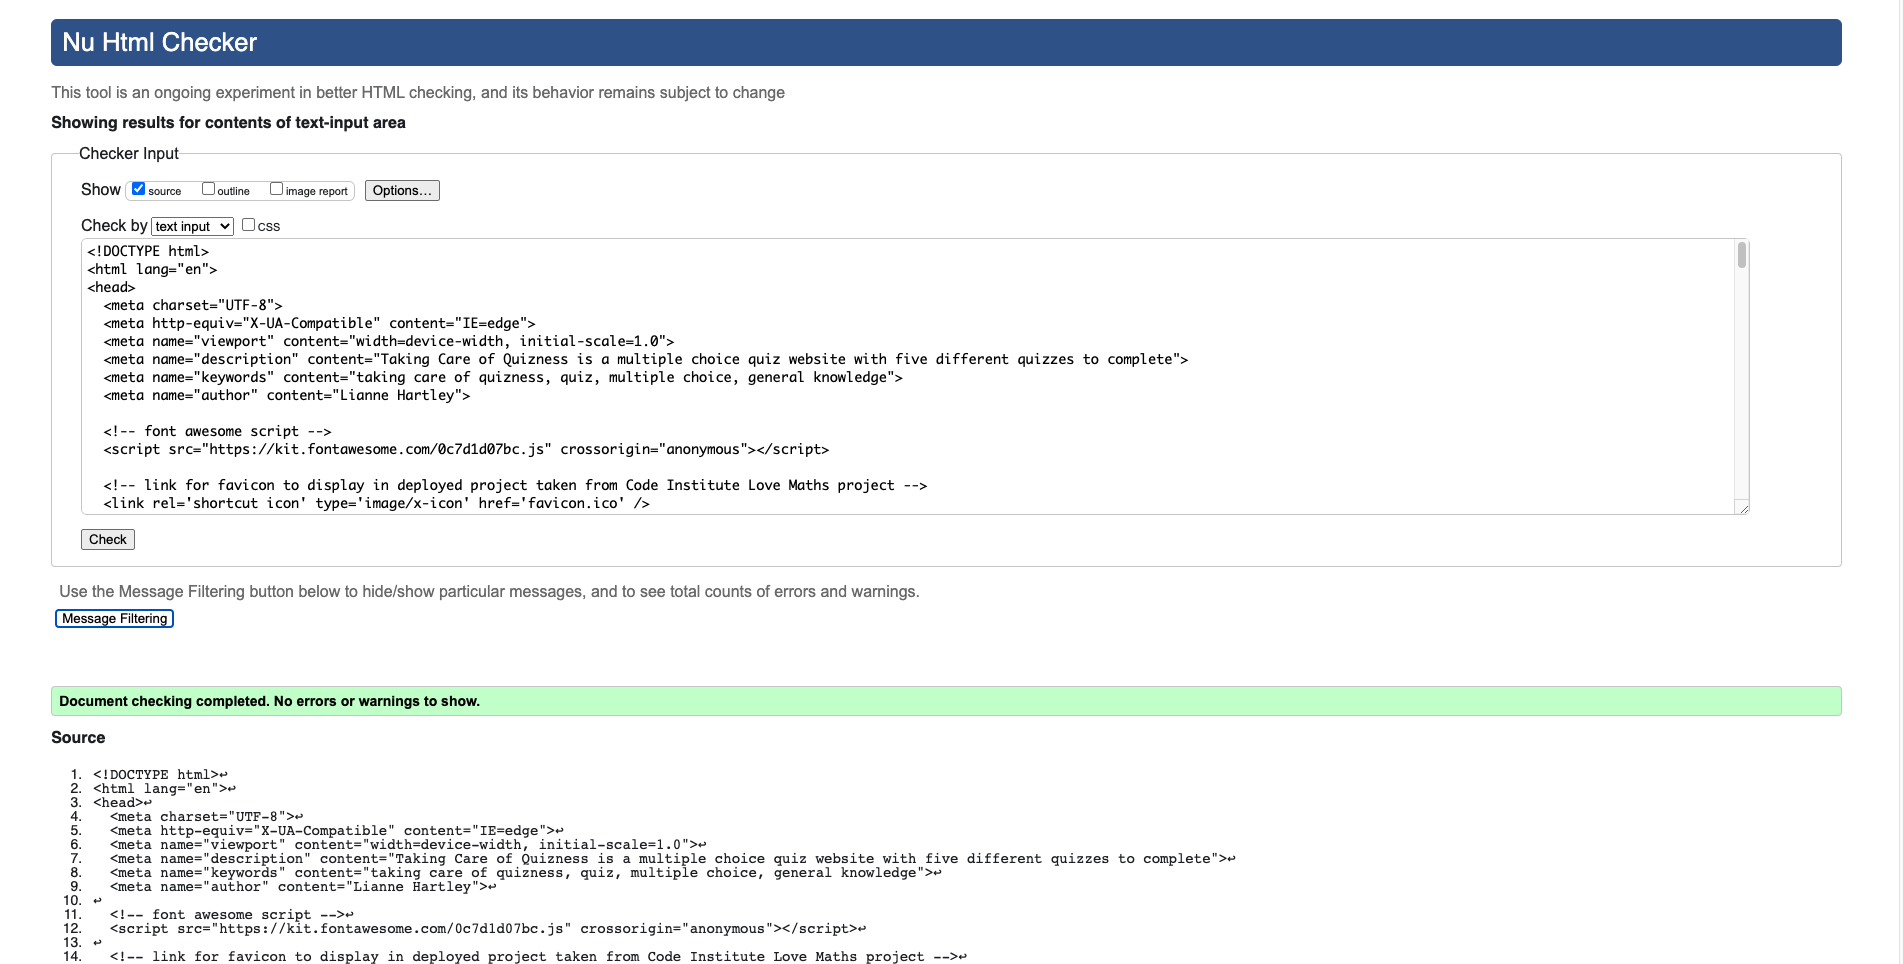 Nu Html Checker
This tool is an ongoing experiment in better HTML checking, and its behavior remains subject to change
Showing results for contents of text-input area
Checker Input
Show source outline image report Options...
Check by text input CSS
<!DOCTYPE html>
<html lang="en">
<head>
  <meta charset="UTF-8">
  <meta http-equiv="X-UA-Compatible" content="IE=edge">
  <meta name="viewport" content="width=device-width, initial-scale=1.0">
  <meta name="description" content="Taking Care of Quizness is a multiple choice quiz website with five different quizzes to complete">
  <meta name="keywords" content="taking care of quizness, quiz, multiple choice, general knowledge">
  <meta name="author" content="Lianne Hartley">
  <!-- font awesome script -->
  <script src="https://kit.fontawesome.com/0c7d1d07bc.js" crossorigin="anonymous"></script>
  <!-- link for favicon to display in deployed project taken from Code Institute Love Maths project -->
  <link rel='shortcut icon' type='image/x-icon' href='favicon.ico' />
Check
Use the Message Filtering button below to hide/show particular messages, and to see total counts of errors and warnings.
Message Filtering
Document checking completed. No errors or warnings to show.
Source
1. <!DOCTYPE html>↩
2. <html lang="en">↩
3. <head>↩
4.   <meta charset="UTF-8">↩
5.   <meta http-equiv="X-UA-Compatible" content="IE=edge">↩
6.   <meta name="viewport" content="width=device-width, initial-scale=1.0">↩
7.   <meta name="description" content="Taking Care of Quizness is a multiple choice quiz website with five different quizzes to complete">↩
8.   <meta name="keywords" content="taking care of quizness, quiz, multiple choice, general knowledge">↩
9.   <meta name="author" content="Lianne Hartley">↩
10. ↩
11.   <!-- font awesome script -->↩
12.   <script src="https://kit.fontawesome.com/0c7d1d07bc.js" crossorigin="anonymous"></script>↩
13. ↩
14.   <!-- link for favicon to display in deployed project taken from Code Institute Love Maths project -->↩